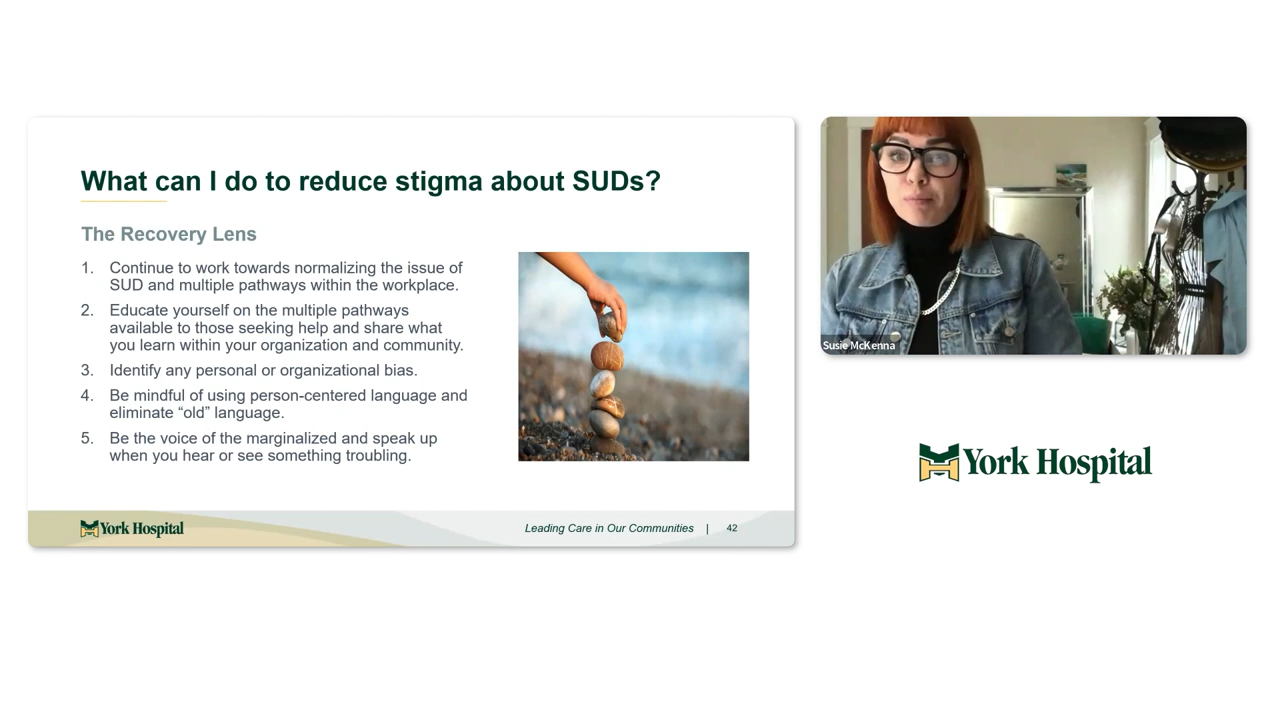 What can I do to reduce stigma about SUDs?
The Recovery Lens
1. Continue to work towards normalizing the issue of
SUD and multiple pathways within the workplace.
2. Educate yourself on the multiple pathways
available to those seeking help and share what
you learn within your organization and community.
3. Identify any personal or organizational bias.
4. Be mindful of using person-centered language and
eliminate “old” language.
5. Be the voice of the marginalized and speak up
when you hear or see something troubling.
York Hospital
Leading Care in Our Communities | 42
Susie McKenna
York Hospital